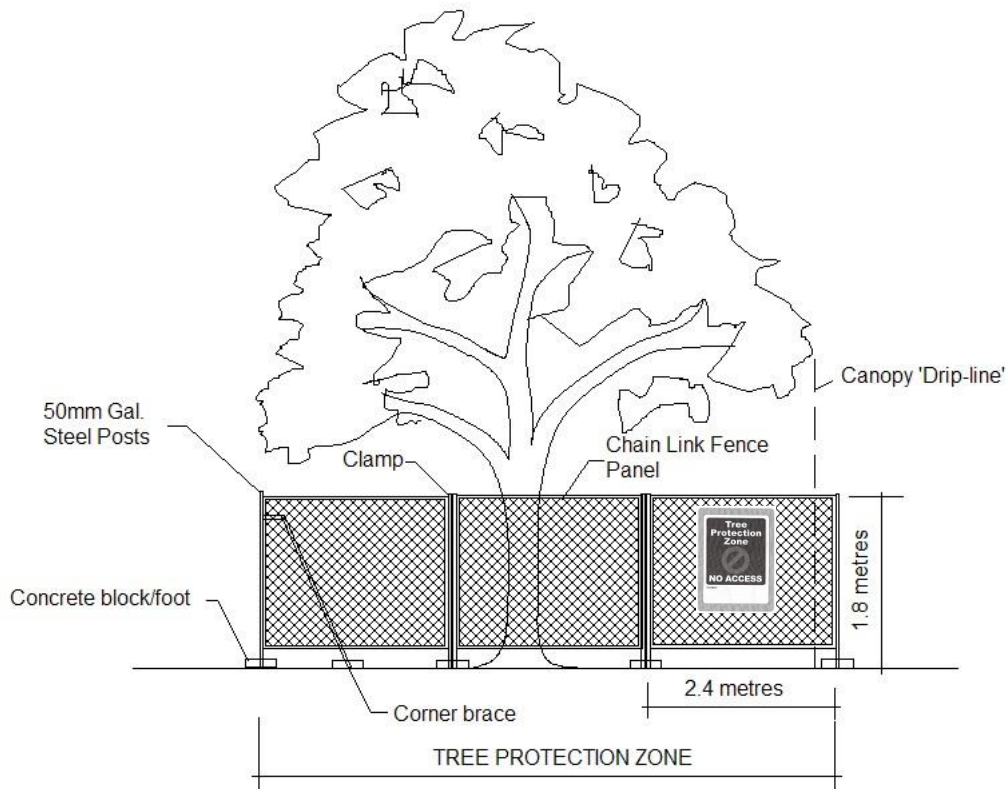 Canopy 'Drip-line'
50mm Gal.
Steel Posts
Clamp
Chain Link Fence
Panel
Tree
Protection
Zone
NO ACCESS
1.8 metres
Concrete block/foot
2.4 metres
Corner brace
TREE PROTECTION ZONE